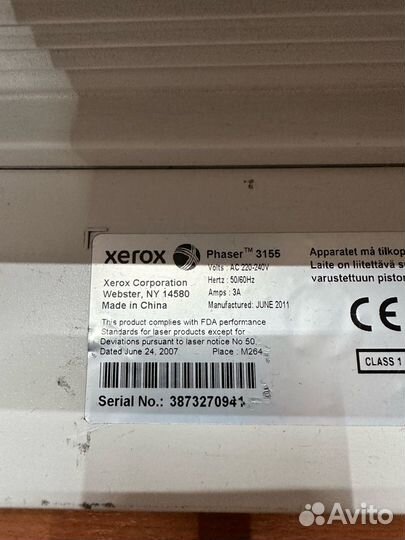 xerox Phaser™ 3155
Xerox Corporation
Webster, NY 14580
Made in China
Volts : AC 220-240V
Hertz : 50/60Hz
Amps : 3A
Manufactured: JUNE 2011
This product complies with FDA performance
Standards for laser products except for
Deviations pursuant to laser notice No 50,
Dated June 24, 2007 Place : M264
Serial No.: 3873270941
Apparatet må tilkop
Laite on liitettävä su
varustettuun pistor
CE
CLASS 1
Avito